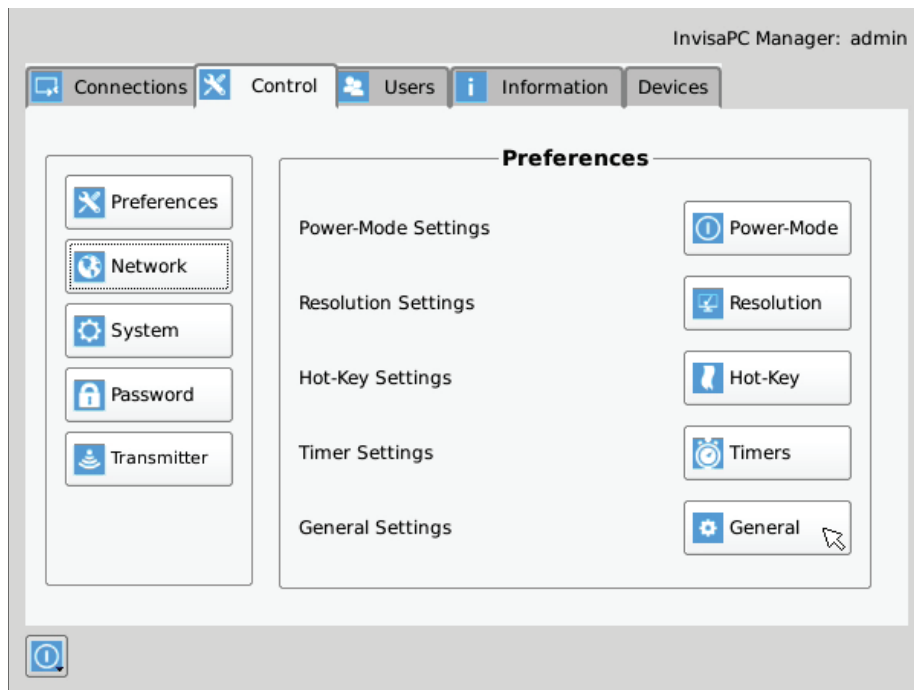 InvisaPC Manager: admin
Connections Control Users Information Devices
Preferences
Preferences
Network
System
Password
Transmitter
Power-Mode Settings Power-Mode
Resolution Settings Resolution
Hot-Key Settings Hot-Key
Timer Settings Timers
General Settings General